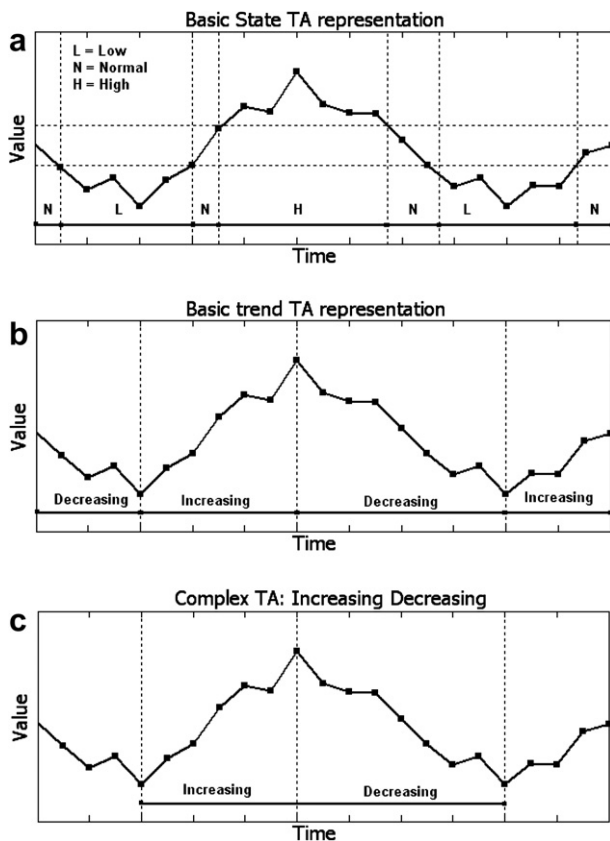 Basic State TA representation
a
L = Low
N = Normal
H = High
Value
N L N H N L N
Time
Basic trend TA representation
b
Value
Decreasing Increasing Decreasing Increasing
Time
Complex TA: Increasing Decreasing
c
Value
Increasing Decreasing
Time